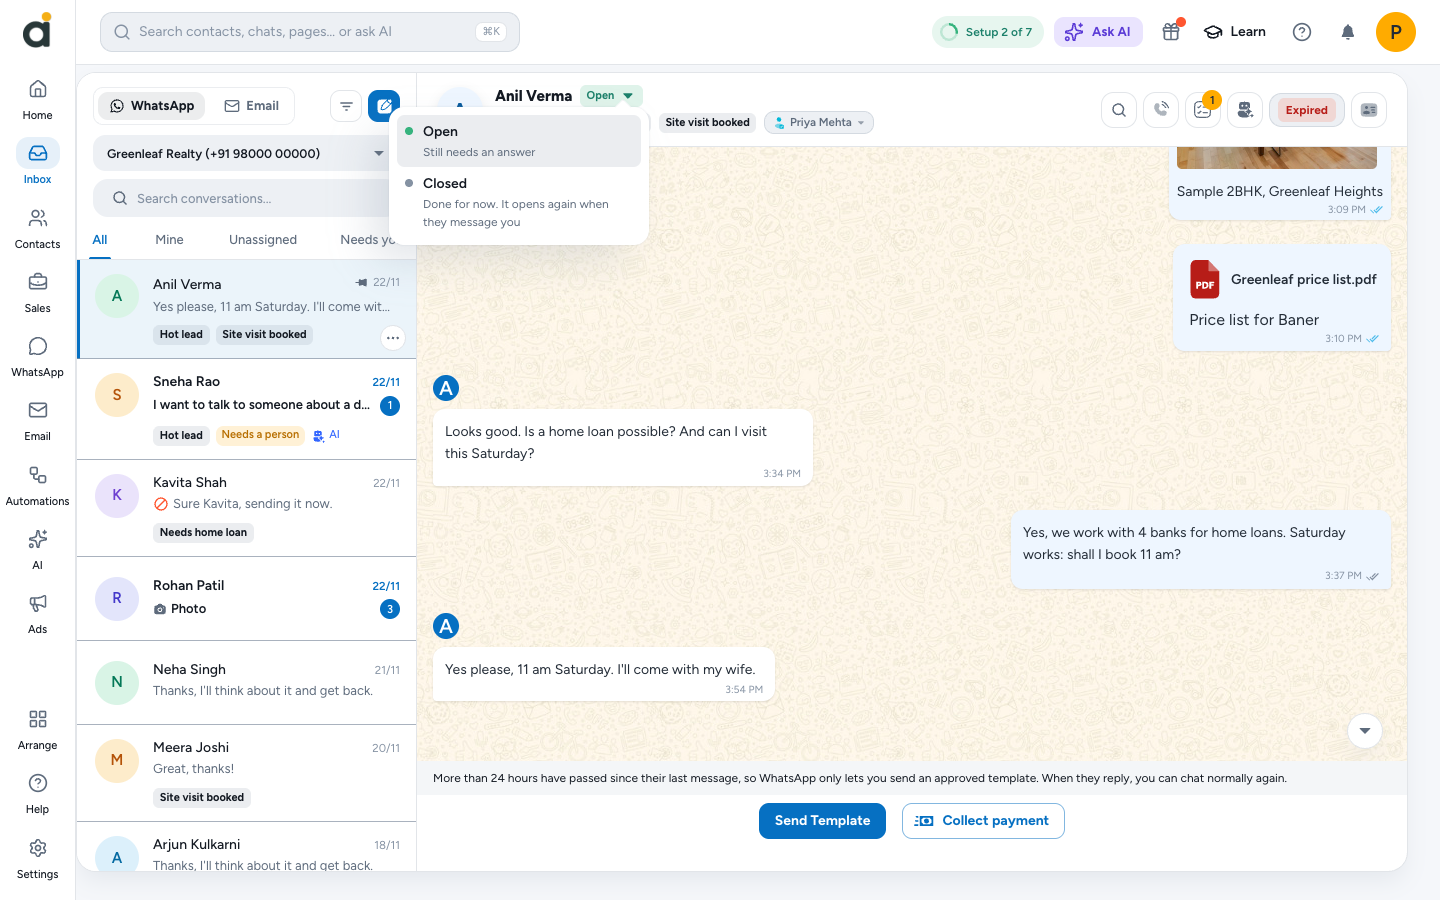 Search contacts, chats, pages... or ask AI
⌘K
Setup 2 of 7
Ask AI
Learn
P
Home
Inbox
Contacts
Sales
WhatsApp
Email
Automations
AI
Ads
Arrange
Help
Settings
WhatsApp
Email
Greenleaf Realty (+91 98000 00000)
Search conversations...
All
Mine
Unassigned
A
Anil Verma
22/11
Yes please, 11 am Saturday. I'll come wit...
Hot lead
Site visit booked
S
Sneha Rao
22/11
I want to talk to someone about a d...
1
Hot lead
Needs a person
AI
K
Kavita Shah
22/11
Sure Kavita, sending it now.
Needs home loan
R
Rohan Patil
22/11
Photo
3
N
Neha Singh
21/11
Thanks, I'll think about it and get back.
M
Meera Joshi
20/11
Great, thanks!
Site visit booked
A
Arjun Kulkarni
18/11
Thanks, I'll think about it and get back.
Anil Verma
Open
Site visit booked
Priya Mehta
1
Expired
Open
Still needs an answer
Closed
Done for now. It opens again when
they message you
Sample 2BHK, Greenleaf Heights
3:09 PM
PDF
Greenleaf price list.pdf
Price list for Baner
3:10 PM
A
Looks good. Is a home loan possible? And can I visit
this Saturday?
3:34 PM
Yes, we work with 4 banks for home loans. Saturday
works: shall I book 11 am?
3:37 PM
A
Yes please, 11 am Saturday. I'll come with my wife.
3:54 PM
More than 24 hours have passed since their last message, so WhatsApp only lets you send an approved template. When they reply, you can chat normally again.
Send Template
Collect payment